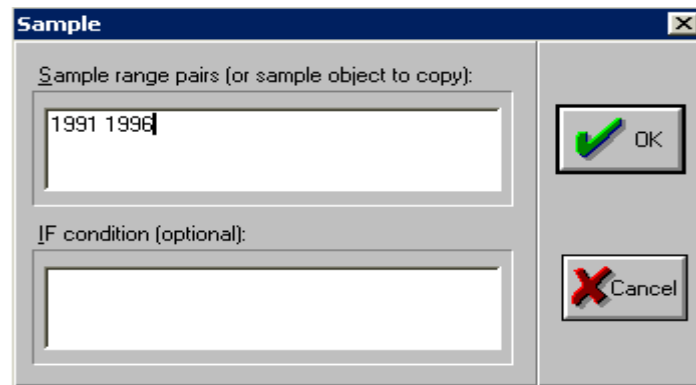 Sample
Sample range pairs (or sample object to copy):
1991 1996
OK
IF condition (optional):
Cancel